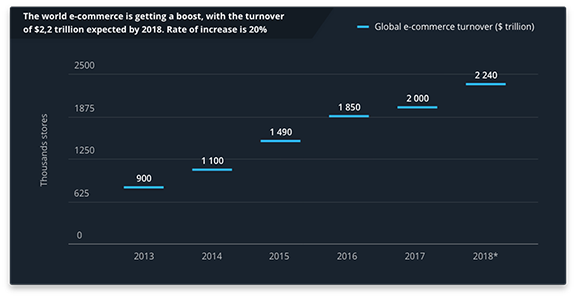 The world e-commerce is getting a boost, with the turnover
of $2,2 trillion expected by 2018. Rate of increase is 20%
Global e-commerce turnover ($ trillion)
2500
2 240
1875
1 850
2 000
1 490
1250
1 100
900
625
0
Thousands stores
2013 2014 2015 2016 2017 2018*